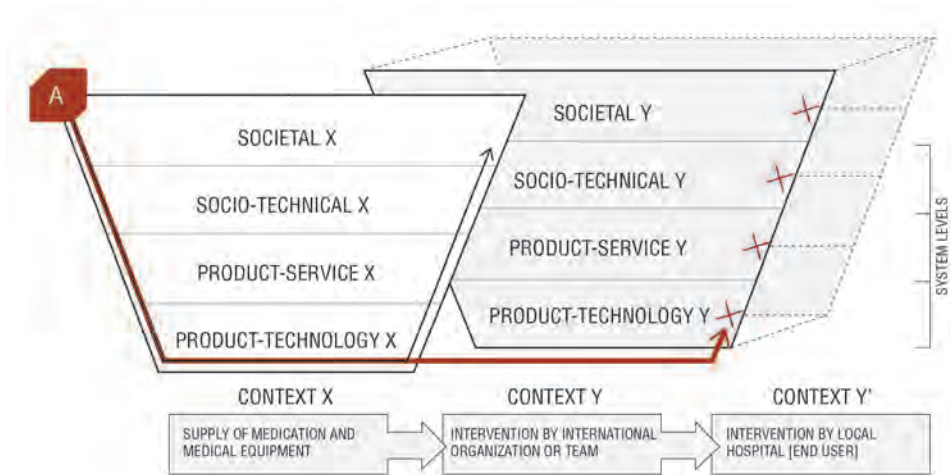 A
SOCIETAL X
SOCIO-TECHNICAL X
PRODUCT-SERVICE X
PRODUCT-TECHNOLOGY X
SOCIETAL Y
SOCIO-TECHNICAL Y
PRODUCT-SERVICE Y
PRODUCT-TECHNOLOGY Y
SYSTEM LEVELS
CONTEXT X
SUPPLY OF MEDICATION AND
MEDICAL EQUIPMENT
CONTEXT Y
INTERVENTION BY INTERNATIONAL
ORGANIZATION OR TEAM
CONTEXT Y'
INTERVENTION BY LOCAL
HOSPITAL [END USER]